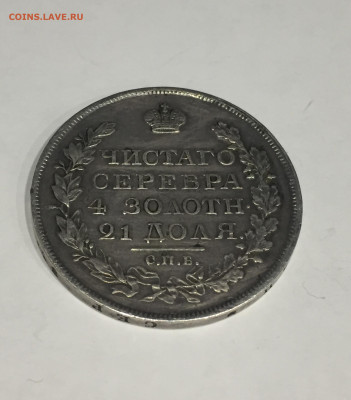 COINS.LAVE.RU
ЧИСТАГО
СЕРЕБРА
4 ЗОЛОТН.
21 ДОЛЯ.
С.П.Б.